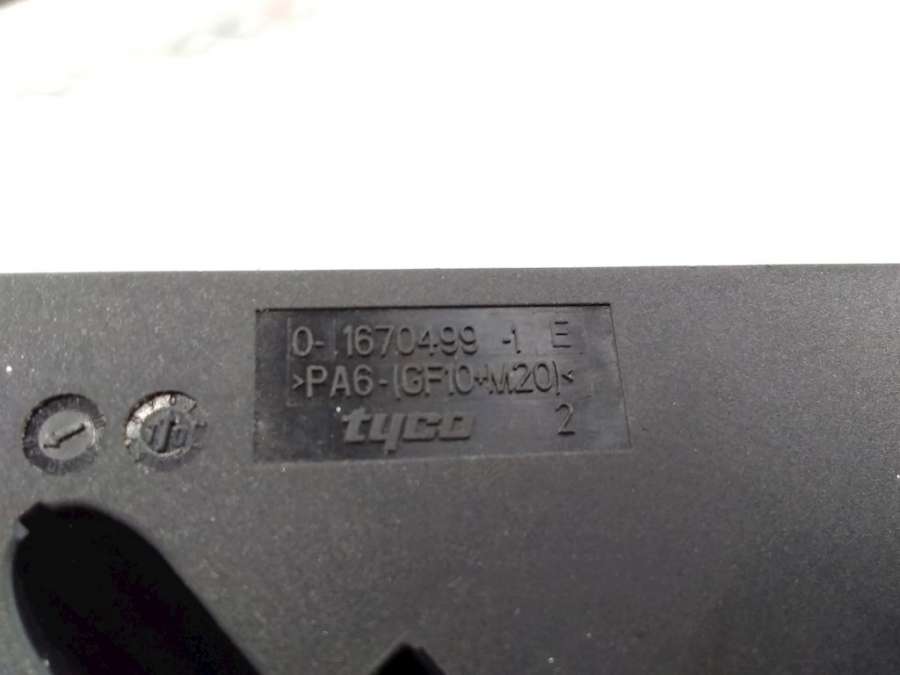 0-1670499-1 E
>PA6-(GF10+M20)<
tyco 2